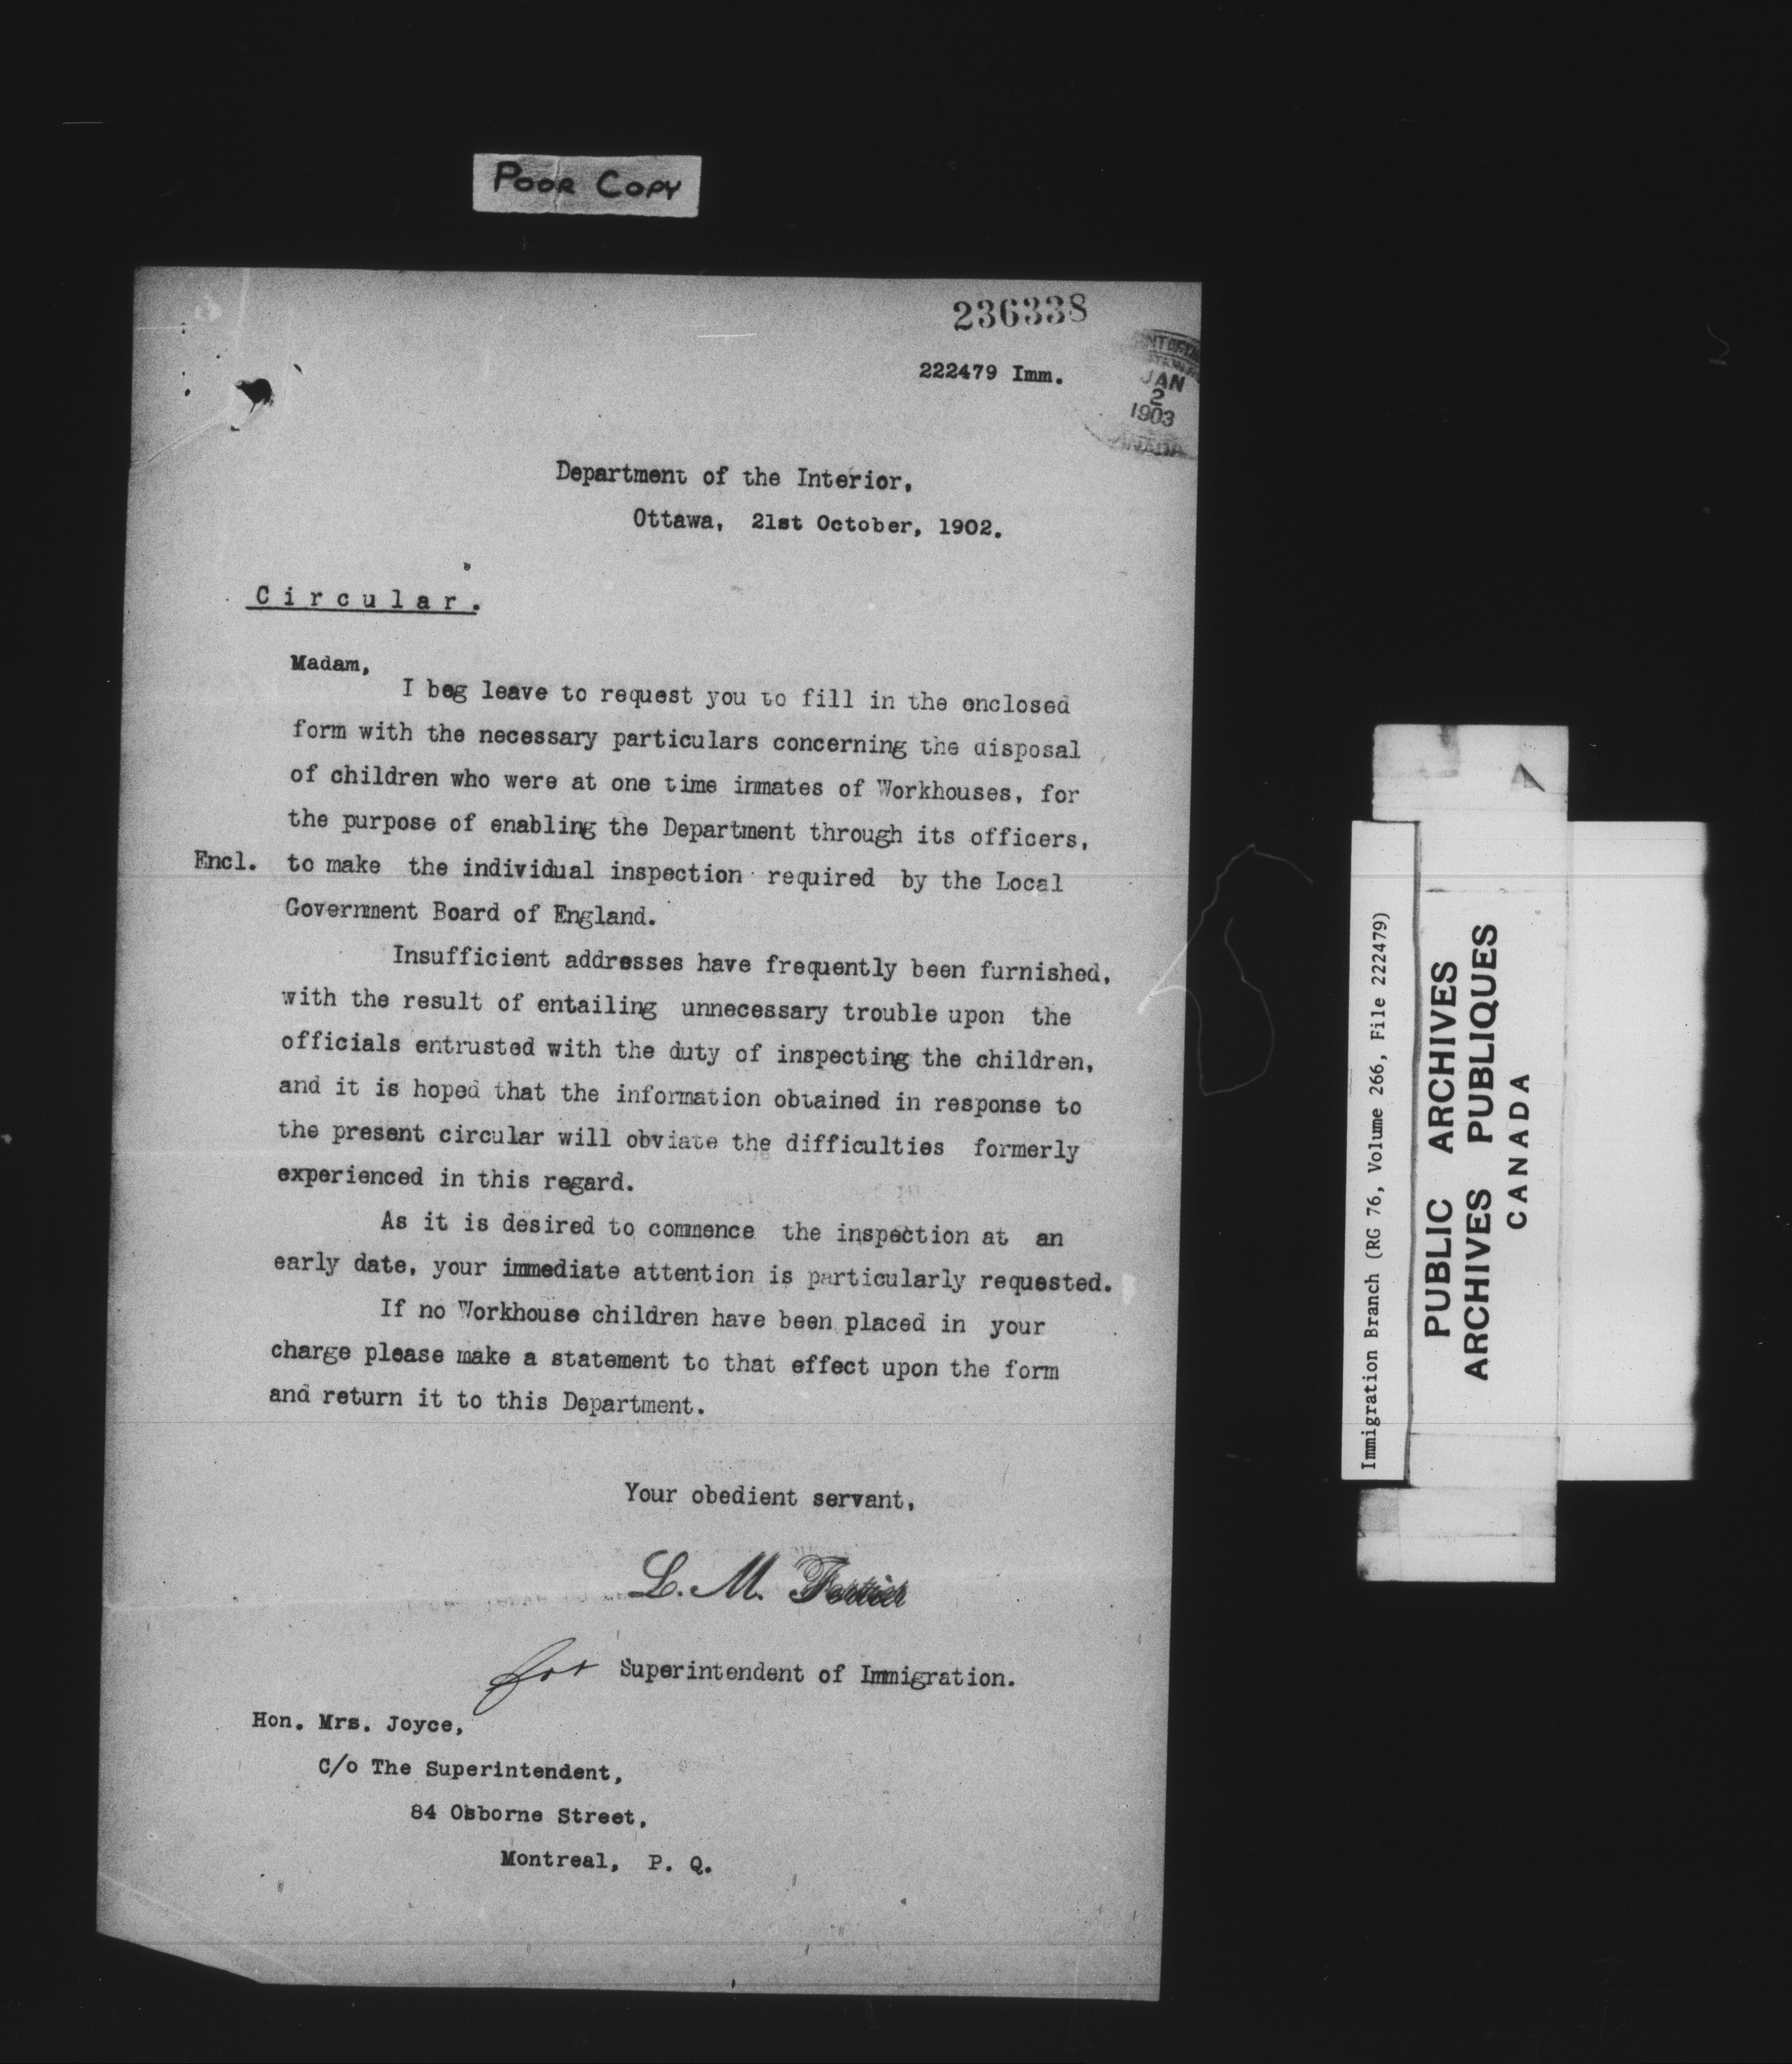 POOR COPY
236338
222479 Imm.
JAN
2
1903
Department of the Interior,
Ottawa, 21st October, 1902.
Circular.
Madam,
I beg leave to request you to fill in the enclosed
form with the necessary particulars concerning the disposal
of children who were at one time inmates of Workhouses, for
the purpose of enabling the Department through its officers,
Encl. to make the individual inspection required by the Local
Government Board of England.
Insufficient addresses have frequently been furnished,
with the result of entailing unnecessary trouble upon the
officials entrusted with the duty of inspecting the children,
and it is hoped that the information obtained in response to
the present circular will obviate the difficulties formerly
experienced in this regard.
As it is desired to commence the inspection at an
early date, your immediate attention is particularly requested.
If no Workhouse children have been placed in your
charge please make a statement to that effect upon the form
and return it to this Department.
Your obedient servant,
L. M. Fortier
for Superintendent of Immigration.
Hon. Mrs. Joyce,
C/o The Superintendent,
84 Osborne Street,
Montreal, P. Q.
Immigration Branch (RG 76, Volume 266, File 222479)
PUBLIC ARCHIVES
ARCHIVES PUBLIQUES
CANADA